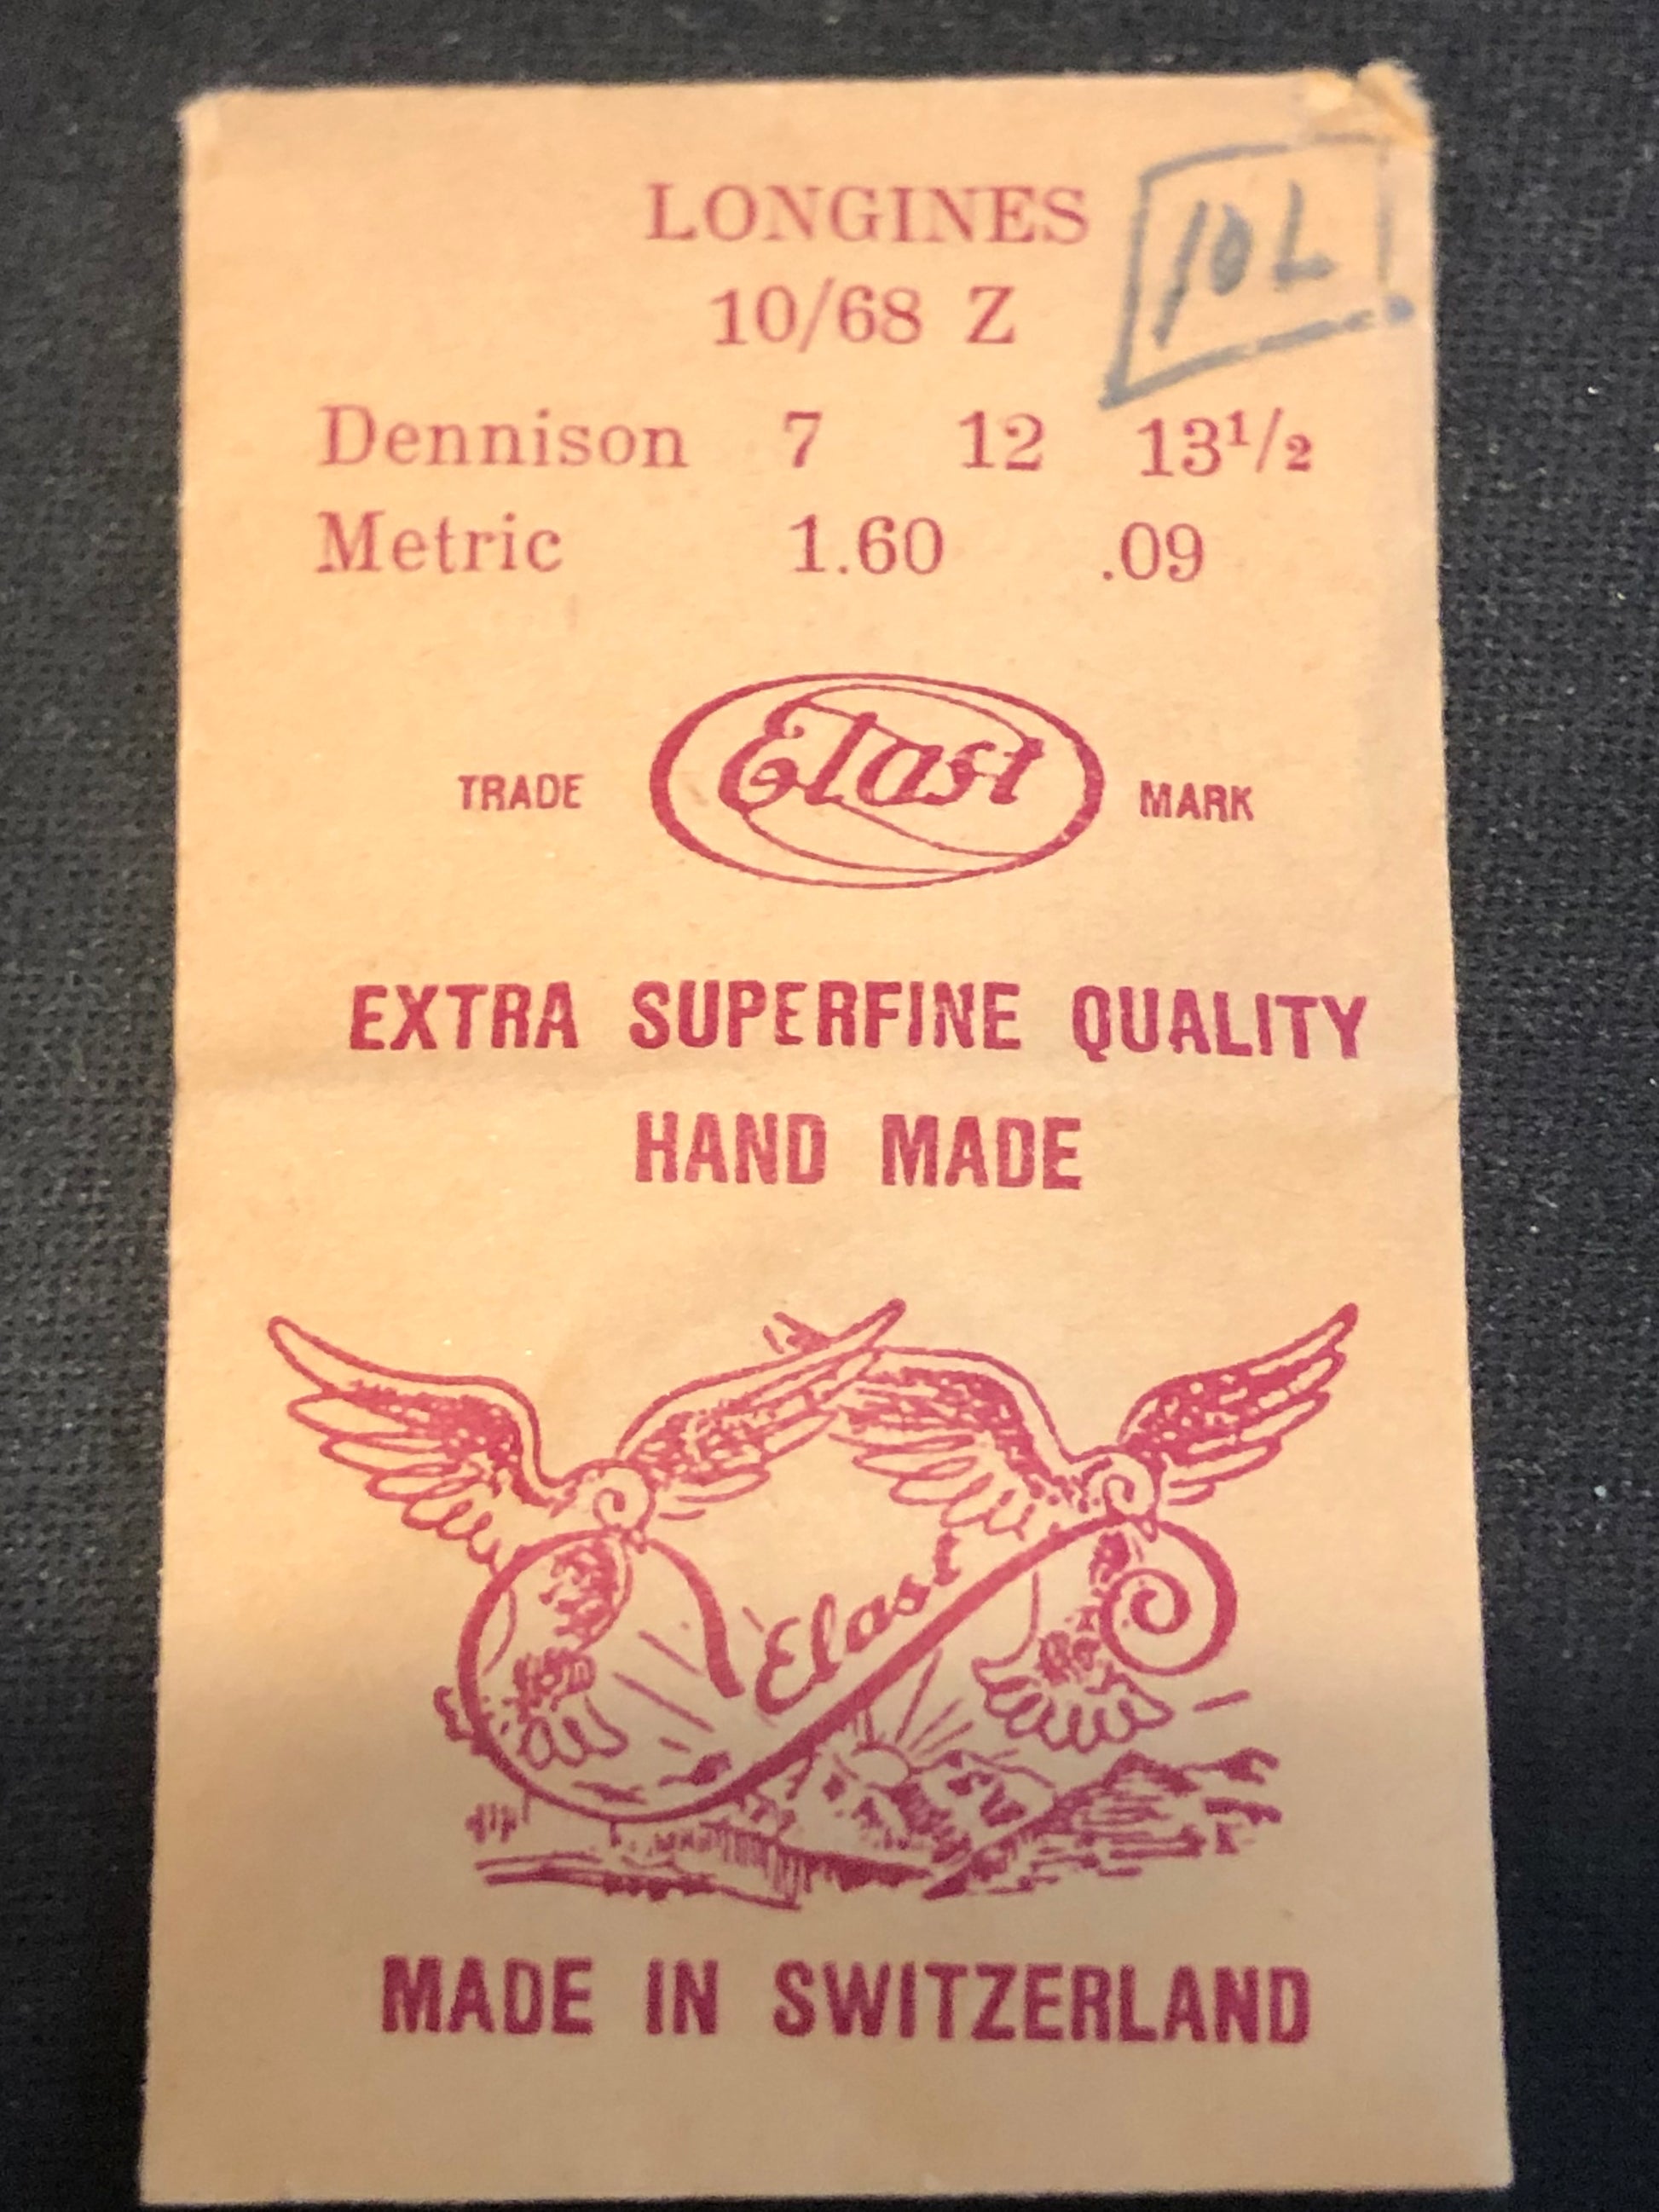 LONGINES
10L
10/68 Z
Dennison 7 12 13¹/₂
Metric 1.60 .09
TRADE Elast MARK
EXTRA SUPERFINE QUALITY
HAND MADE
Elast
MADE IN SWITZERLAND